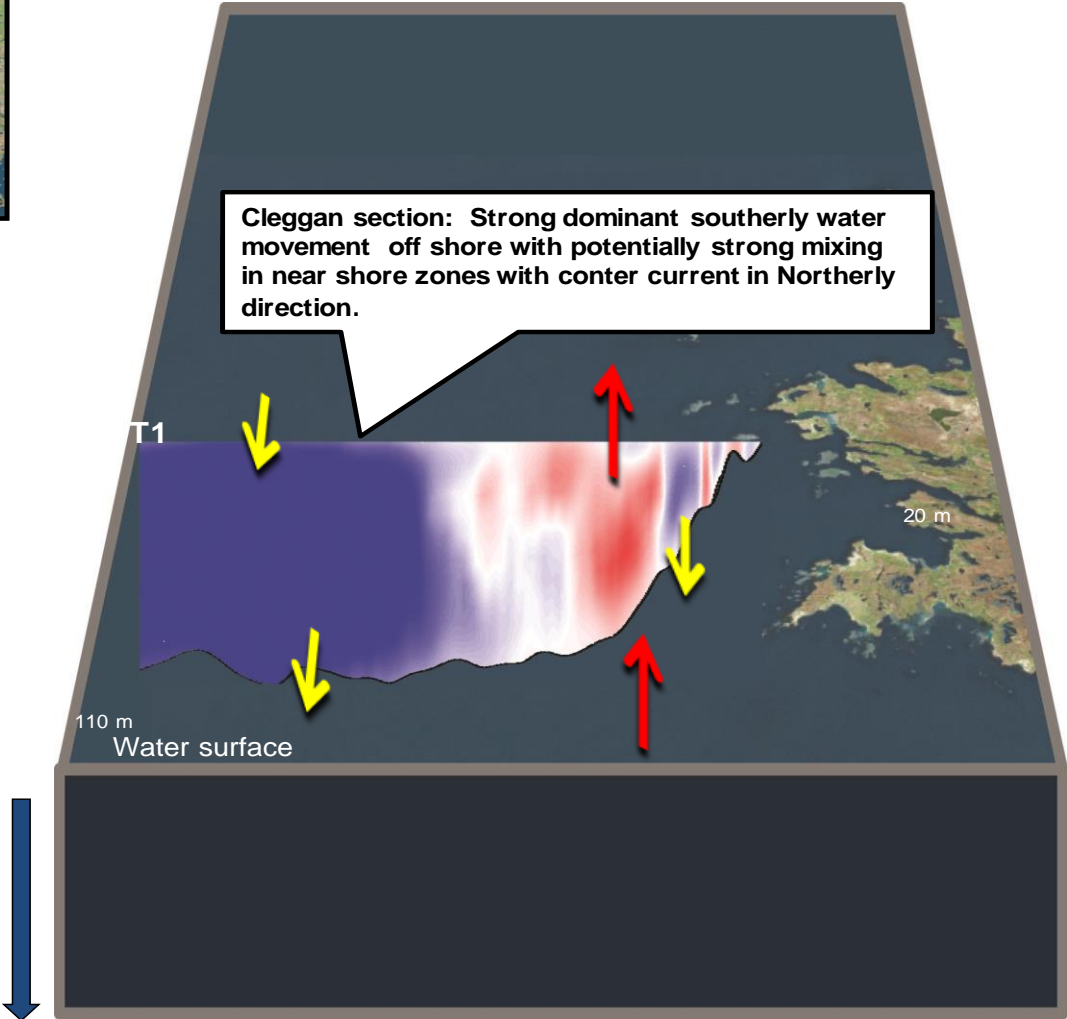 Cleggan section: Strong dominant southerly water
movement off shore with potentially strong mixing
in near shore zones with conter current in Northerly
direction.
T1
20 m
110 m
Water surface